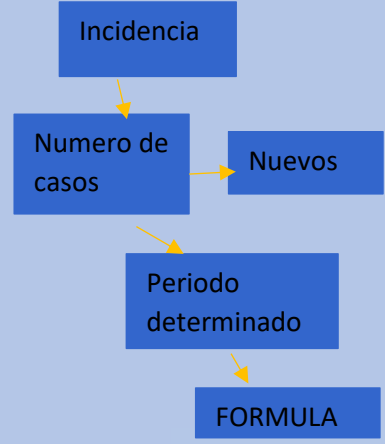 Incidencia
Numero de
casos
Nuevos
Periodo
determinado
FORMULA